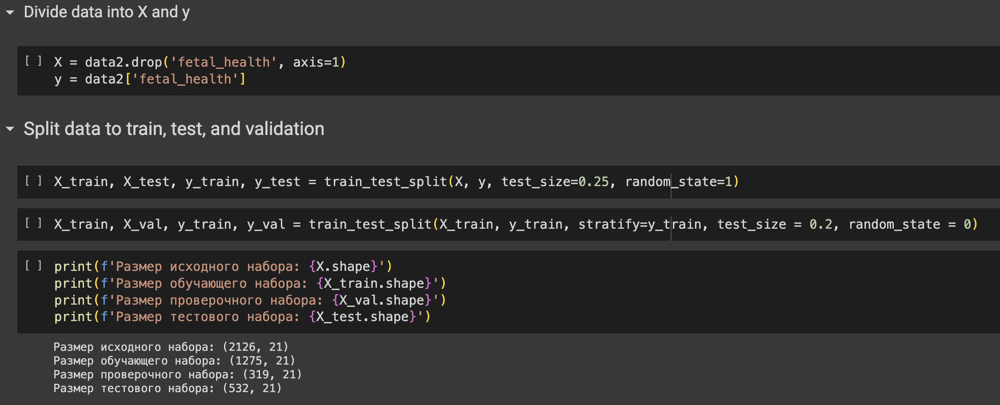 Divide data into X and y
[ ] X = data2.drop('fetal_health', axis=1)
y = data2['fetal_health']
Split data to train, test, and validation
[ ] X_train, X_test, y_train, y_test = train_test_split(X, y, test_size=0.25, random_state=1)
[ ] X_train, X_val, y_train, y_val = train_test_split(X_train, y_train, stratify=y_train, test_size = 0.2, random_state = 0)
[ ] print(f'Размер исходного набора: {X.shape}')
print(f'Размер обучающего набора: {X_train.shape}')
print(f'Размер проверочного набора: {X_val.shape}')
print(f'Размер тестового набора: {X_test.shape}')
Размер исходного набора: (2126, 21)
Размер обучающего набора: (1275, 21)
Размер проверочного набора: (319, 21)
Размер тестового набора: (532, 21)